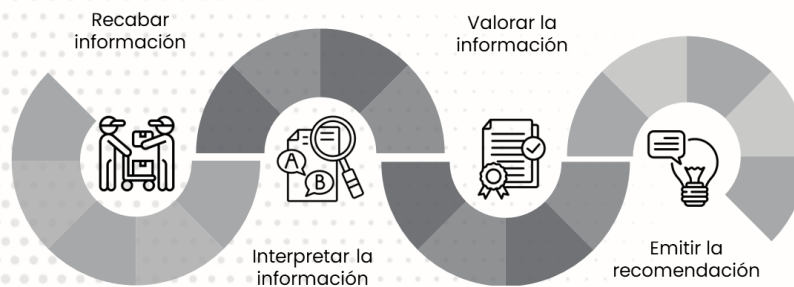 Recabar
información
Interpretar la
información
Valorar la
información
Emitir la
recomendación
A
B